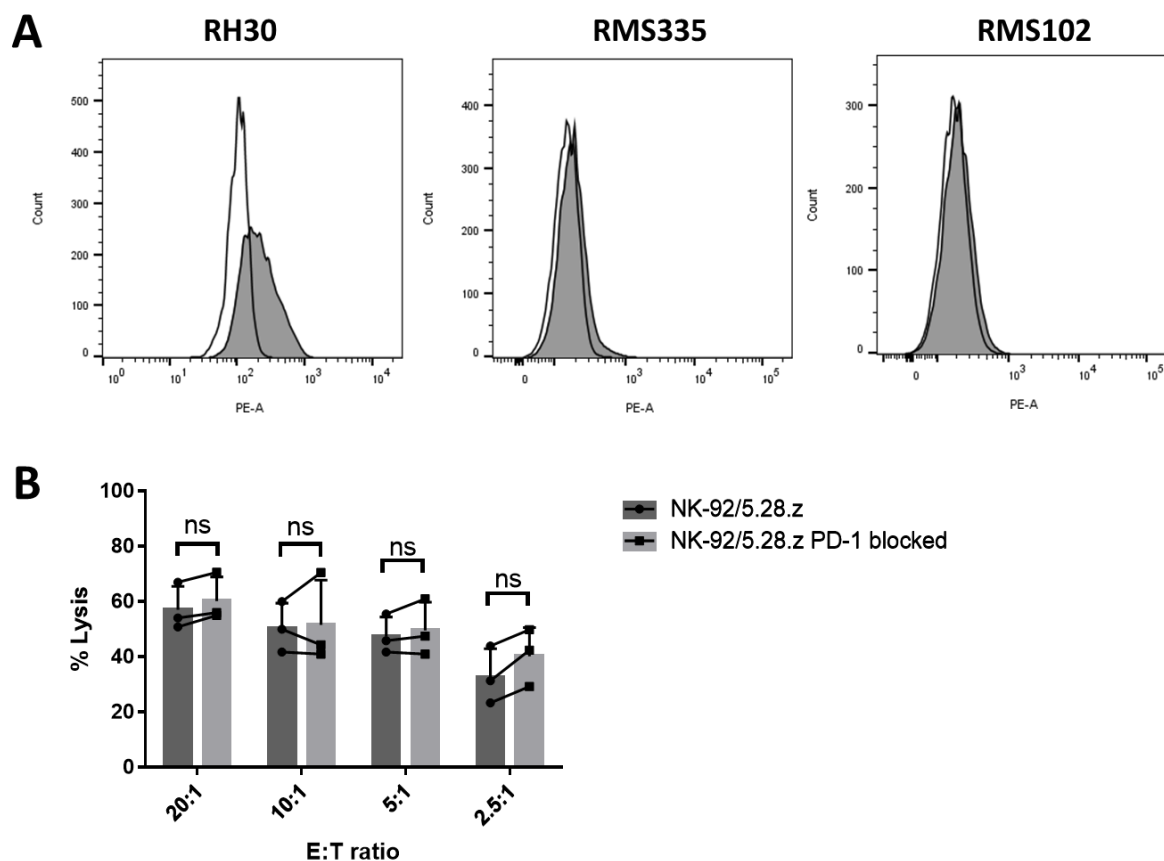 A
RH30 RMS335 RMS102
Count
500
400
300
200
100
0
10^0 10^1 10^2 10^3 10^4
PE-A
Count
400
300
200
100
0
0 10^3 10^4 10^5
PE-A
Count
300
200
100
0
0 10^3 10^4 10^5
PE-A
B
% Lysis
100
80
60
40
20
0
ns ns ns ns
20:1 10:1 5:1 2.5:1
E:T ratio
NK-92/5.28.z
NK-92/5.28.z PD-1 blocked